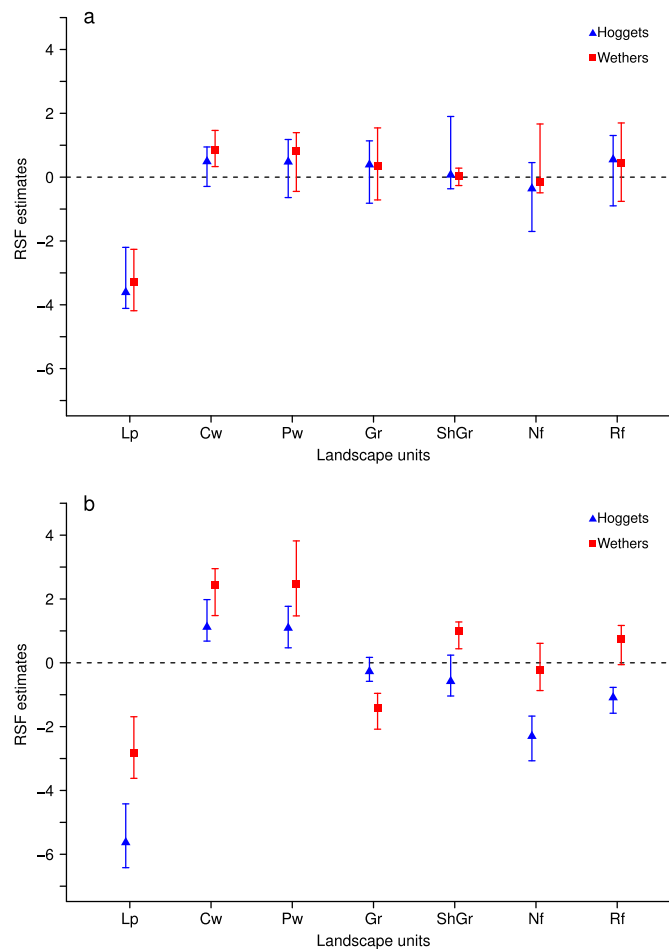 a
Hoggets
Wethers
4
2
0
−2
−4
−6
RSF estimates
Lp Cw Pw Gr ShGr Nf Rf
Landscape units
b
Hoggets
Wethers
4
2
0
−2
−4
−6
RSF estimates
Lp Cw Pw Gr ShGr Nf Rf
Landscape units